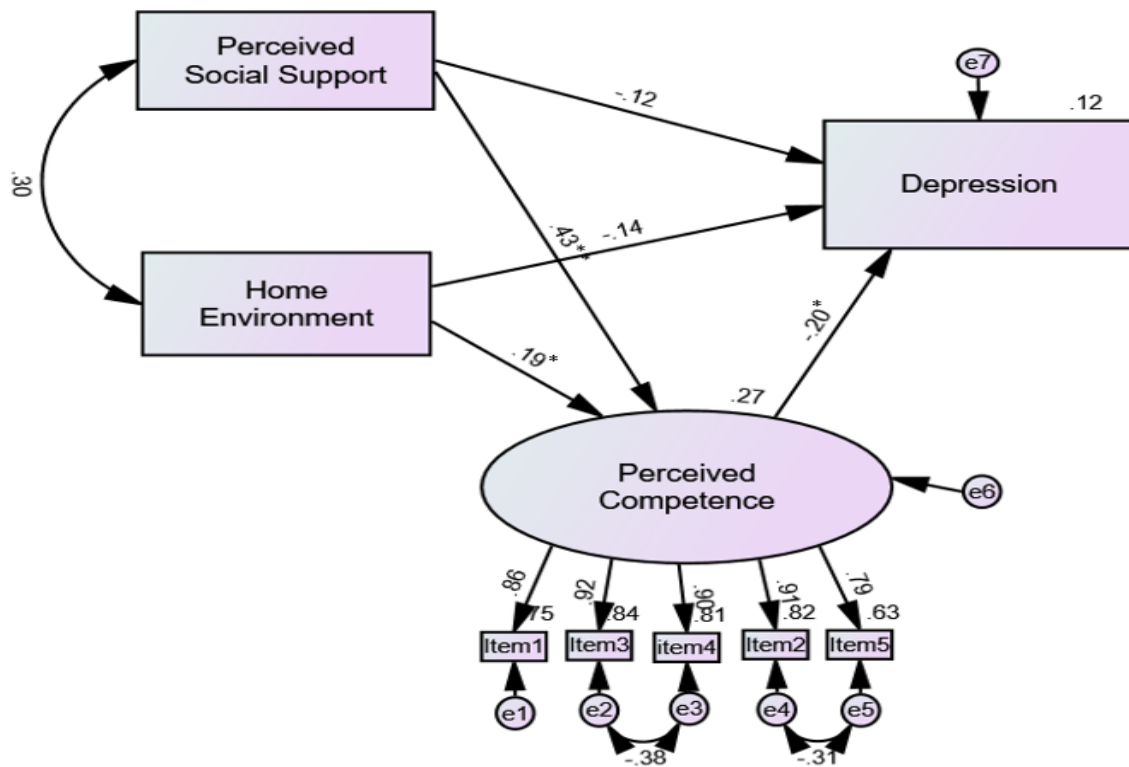 Perceived
Social Support
e7
.12
-.12
Depression
.30
.43**
-.14
Home
Environment
.19*
-.20*
.27
Perceived
Competence
e6
.86
.92
.90
.91
.79
.75
.84
.81
.82
.63
Item1
Item3
item4
Item2
Item5
e1
e2
e3
e4
e5
-.38
-.31